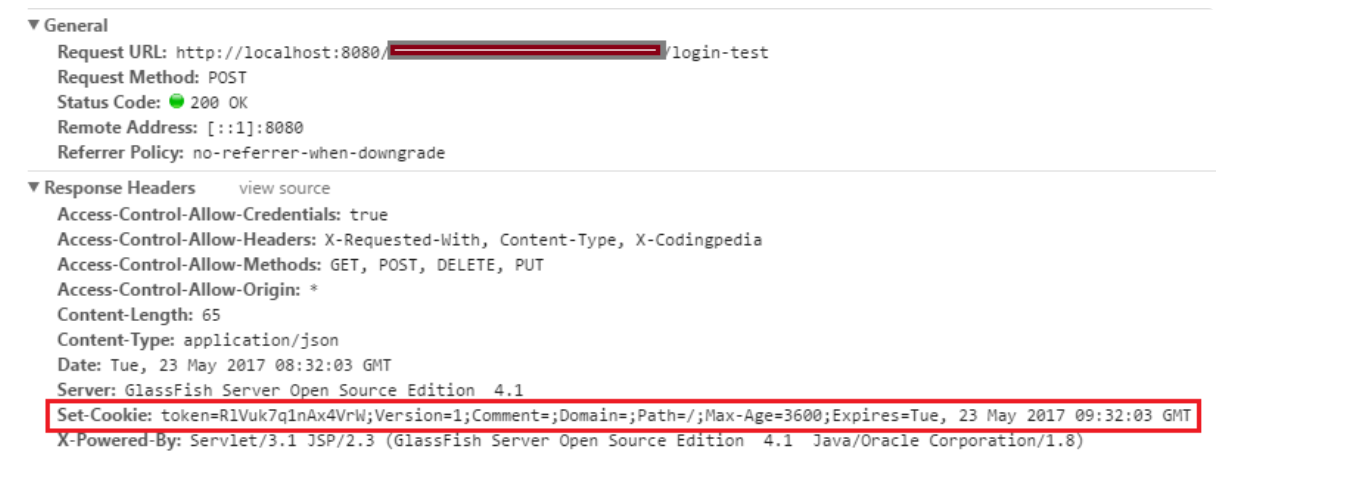 General
Request URL: http://localhost:8080/ /login-test
Request Method: POST
Status Code: 200 OK
Remote Address: [::1]:8080
Referrer Policy: no-referrer-when-downgrade
Response Headers view source
Access-Control-Allow-Credentials: true
Access-Control-Allow-Headers: X-Requested-With, Content-Type, X-Codingpedia
Access-Control-Allow-Methods: GET, POST, DELETE, PUT
Access-Control-Allow-Origin: *
Content-Length: 65
Content-Type: application/json
Date: Tue, 23 May 2017 08:32:03 GMT
Server: GlassFish Server Open Source Edition 4.1
Set-Cookie: token=RlVuk7q1nAx4VrW;Version=1;Comment=;Domain=;Path=/;Max-Age=3600;Expires=Tue, 23 May 2017 09:32:03 GMT
X-Powered-By: Servlet/3.1 JSP/2.3 (GlassFish Server Open Source Edition 4.1 Java/Oracle Corporation/1.8)